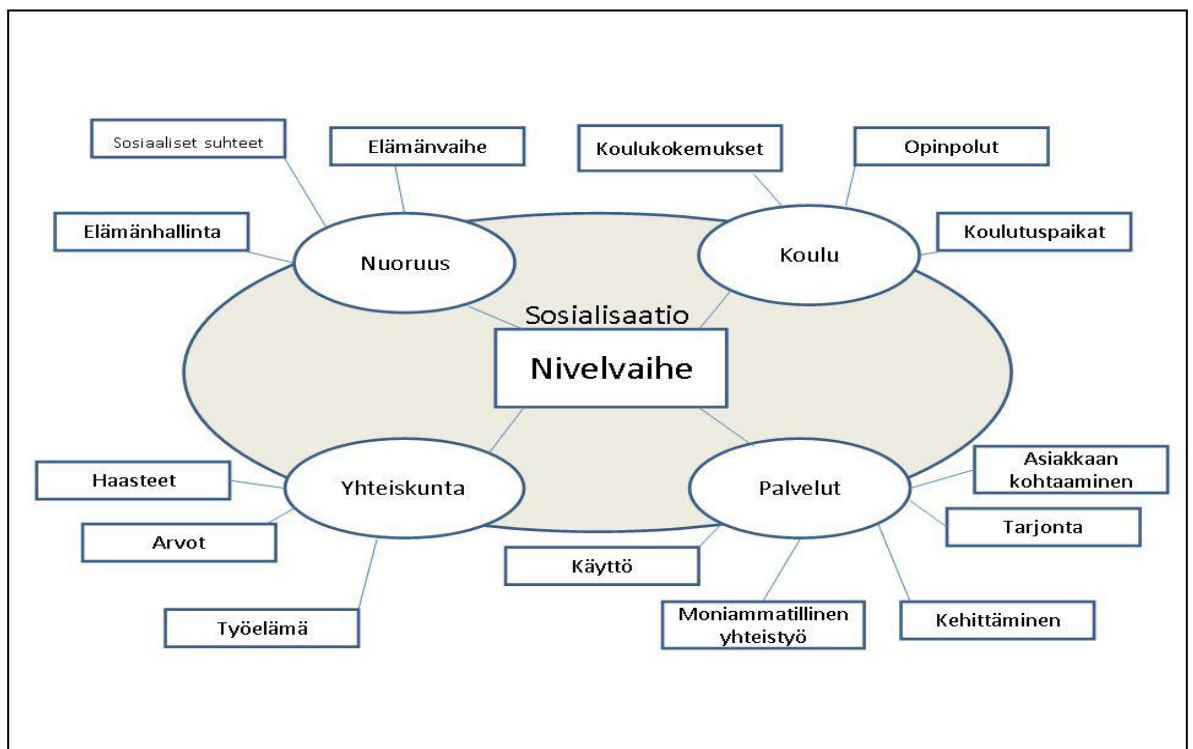 Sosiaaliset suhteet
Elämänvaihe
Koulukokemukset
Opinpolut
Elämänhallinta
Koulutuspaikat
Nuoruus
Koulu
Sosialisaatio
Nivelvaihe
Haasteet
Yhteiskunta
Palvelut
Asiakkaan
kohtaaminen
Arvot
Tarjonta
Käyttö
Työelämä
Moniammatillinen
yhteistyö
Kehittäminen